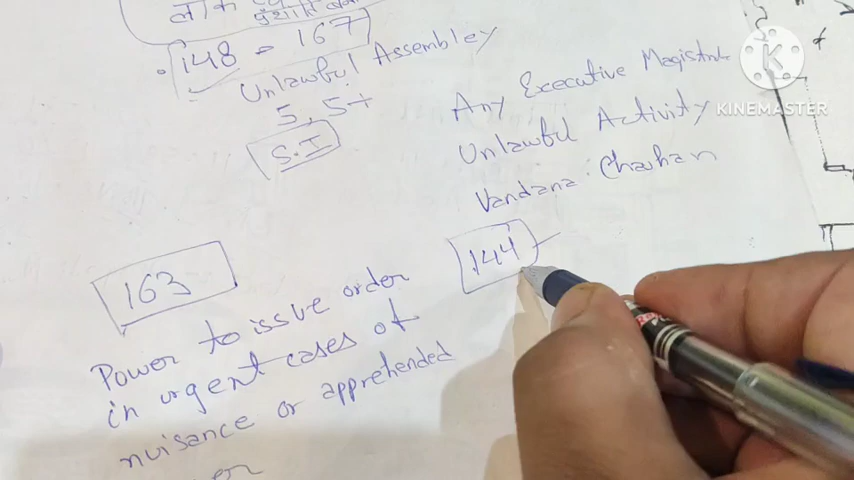 148 = 167
Unlawful Assembley
5, 5+
S.I
Any Executive Magistrate
Unlawful Activity
Vandana Chauhan
144
163
Power to issue order
in urgent cases of
nuisance or apprehended
KINEMASTER